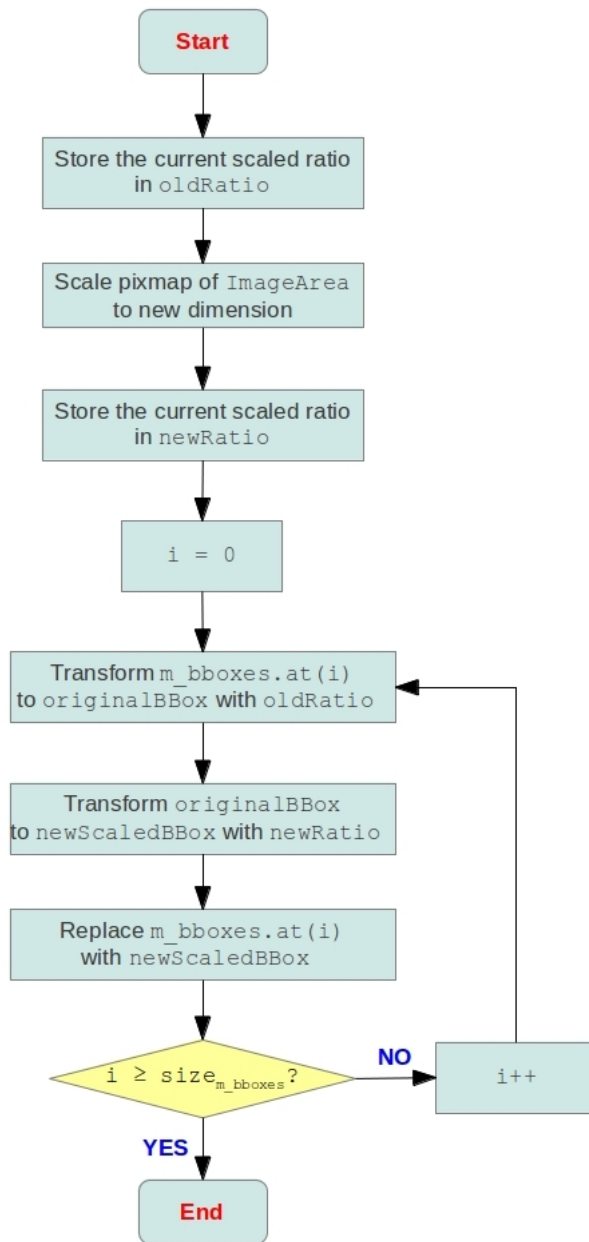 Start
Store the current scaled ratio
in oldRatio
Scale pixmap of ImageArea
to new dimension
Store the current scaled ratio
in newRatio
i = 0
Transform m_bboxes.at(i)
to originalBBox with oldRatio
Transform originalBBox
to newScaledBBox with newRatio
Replace m_bboxes.at(i)
with newScaledBBox
i ≥ size_m_bboxes?
NO
i++
YES
End